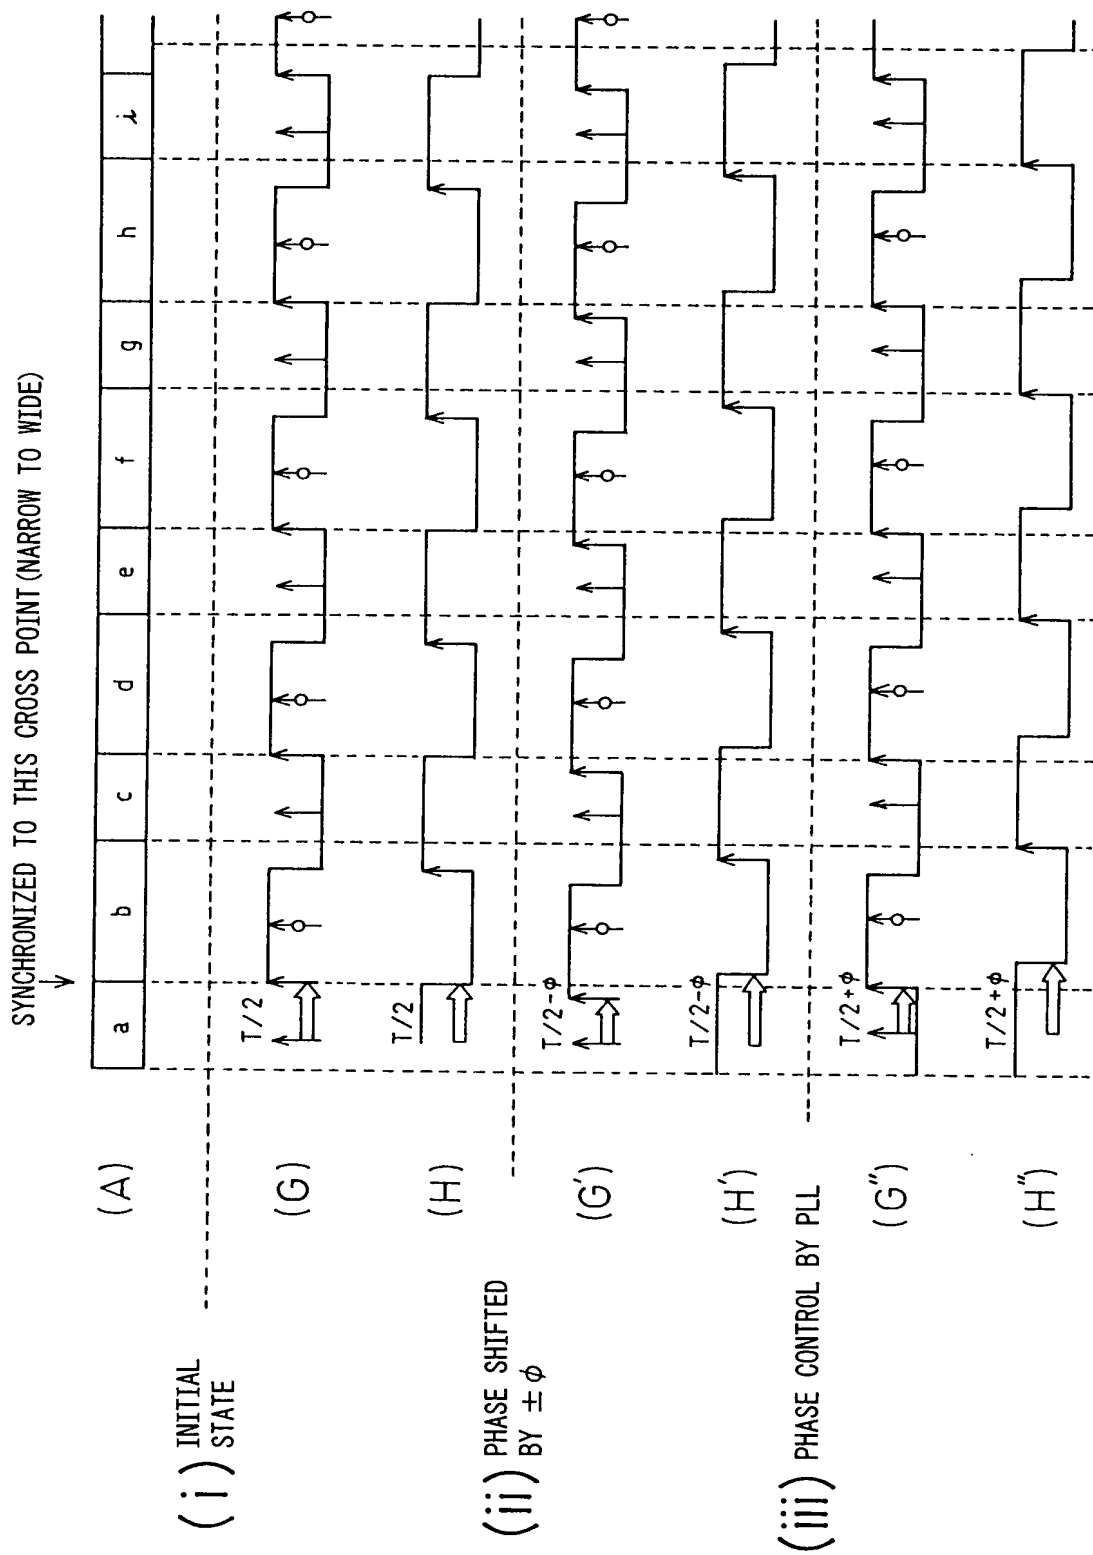 SYNCHRONIZED TO THIS CROSS POINT (NARROW TO WIDE)
(A)
a b c d e f g h i
(i) INITIAL
STATE
(G)
T/2
(H)
T/2
(ii) PHASE SHIFTED
BY ±ϕ
(G')
T/2-ϕ
(H')
T/2-ϕ
(iii) PHASE CONTROL BY PLL
(G")
T/2+ϕ
(H")
T/2+ϕ